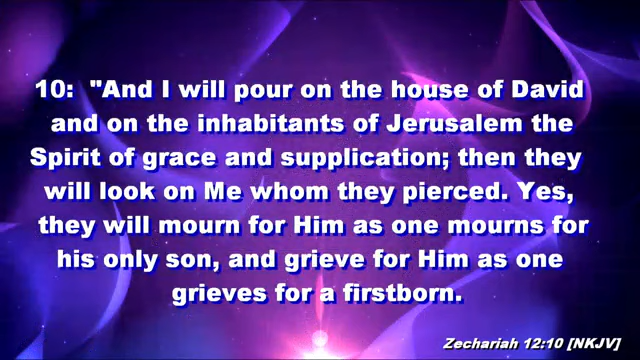 10:  "And I will pour on the house of David
and on the inhabitants of Jerusalem the
Spirit of grace and supplication; then they
will look on Me whom they pierced. Yes,
they will mourn for Him as one mourns for
his only son, and grieve for Him as one
grieves for a firstborn.
Zechariah 12:10 [NKJV]